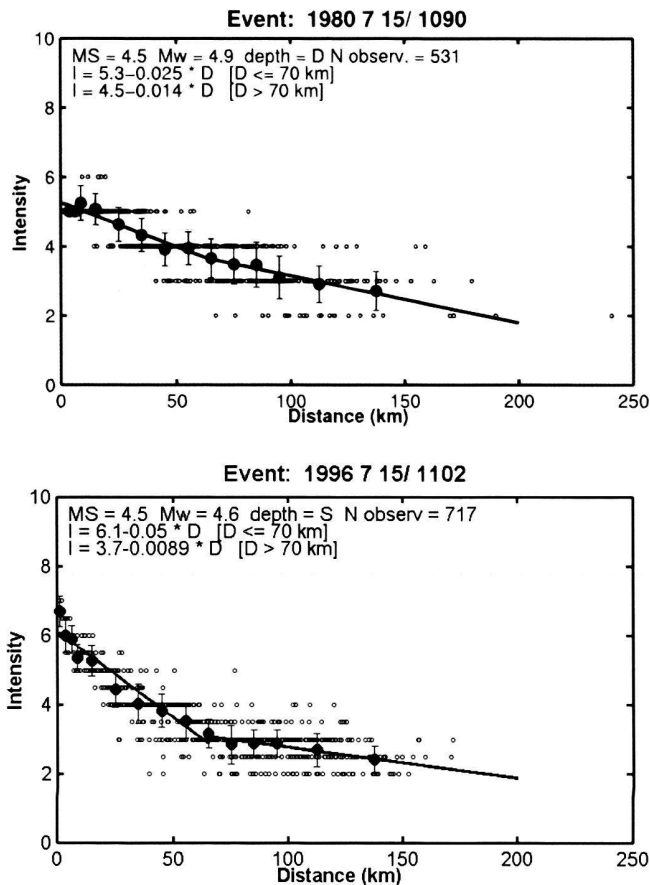 Event: 1980 7 15/ 1090
MS = 4.5 Mw = 4.9 depth = D N observ. = 531
I = 5.3–0.025 * D [D <= 70 km]
I = 4.5–0.014 * D [D > 70 km]
Intensity
10
8
6
4
2
0
0 50 100 150 200 250
Distance (km)
Event: 1996 7 15/ 1102
MS = 4.5 Mw = 4.6 depth = S N observ = 717
I = 6.1–0.05 * D [D <= 70 km]
I = 3.7–0.0089 * D [D > 70 km]
Intensity
10
8
6
4
2
0
0 50 100 150 200 250
Distance (km)